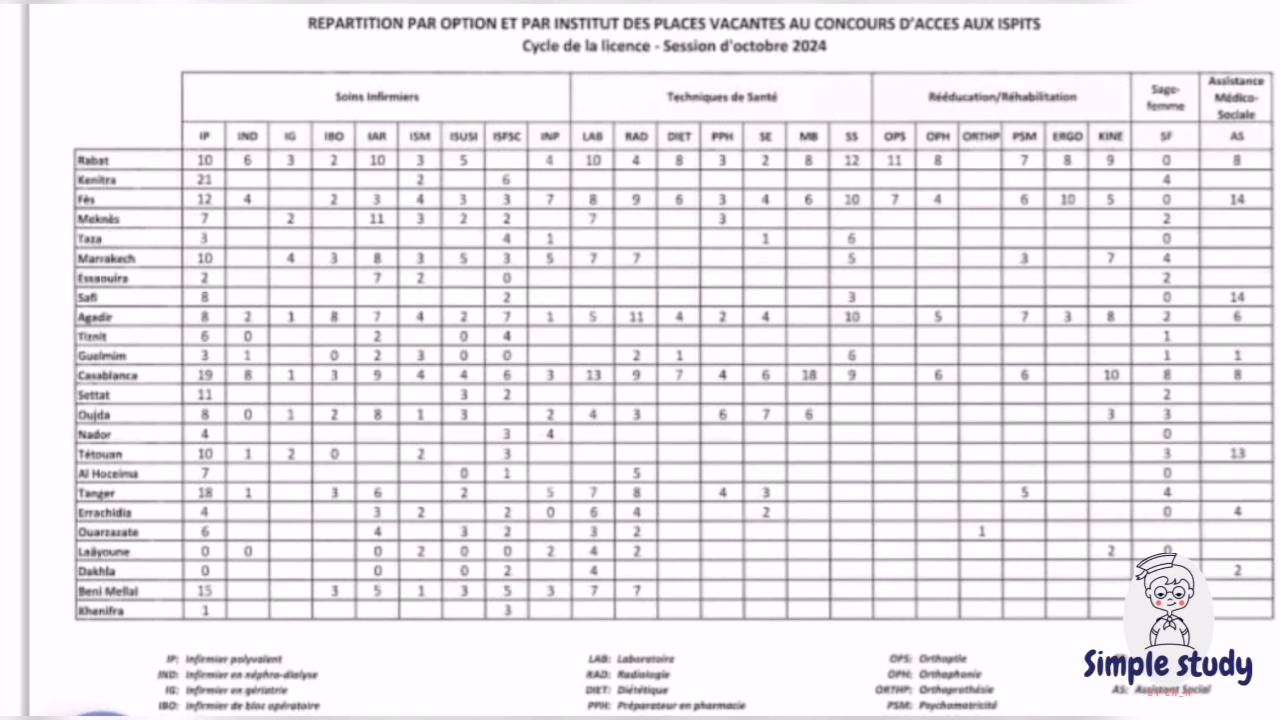 REPARTITION PAR OPTION ET PAR INSTITUT DES PLACES VACANTES AU CONCOURS D'ACCES AUX ISPITS
Cycle de la licence - Session d'octobre 2024
Soins Infirmiers Techniques de Santé Rééducation/Réhabilitation Sage-femme Assistance Médico-Sociale
IP IND IG IBO IAR ISM ISUSI ISFSC INP LAB RAD DIET PPH SE MB SS OPS OPH ORTHP PSM ERGO KINE SF AS
Rabat 10 6 3 2 10 3 5 4 10 4 8 3 2 8 12 11 8 7 8 9 0 8
Kenitra 21 2 6 4
Fès 12 4 2 3 4 3 3 7 8 9 6 3 4 6 10 7 4 6 10 5 0 14
Meknès 7 2 11 3 2 2 7 3 2
Taza 3 4 1 1 6 0
Marrakech 10 4 3 8 3 5 3 5 7 7 5 3 7 4
Essaouira 2 7 2 0 2
Safi 8 2 3 0 14
Agadir 8 2 1 8 7 4 2 7 1 5 11 4 2 4 10 5 7 3 8 2 6
Tiznit 6 0 2 0 4 1
Guelmim 3 1 0 2 3 0 0 2 1 6 1 1
Casablanca 19 8 1 3 9 4 4 6 3 13 9 7 4 6 18 9 6 6 10 8 8
Settat 11 3 2 2
Oujda 8 0 1 2 8 1 3 2 4 3 6 7 6 3 3
Nador 4 3 4 0
Tétouan 10 1 2 0 2 3 3 13
Al Hoceima 7 0 1 5 0
Tanger 18 1 3 6 2 5 7 8 4 3 5 4
Errachidia 4 3 2 2 0 6 4 2 0 4
Ouarzazate 6 4 3 2 3 2 1
Laâyoune 0 0 0 2 0 0 2 4 2 2 0
Dakhla 0 0 0 2 4 2
Beni Mellal 15 3 5 1 3 5 3 7 7
Khenifra 1 3
IP: Infirmier polyvalent LAB: Laboratoire OPS: Orthoptie
IND: Infirmier en néphro-dialyse RAD: Radiologie OPH: Orthophonie
IG: Infirmier en gériatrie DIET: Diététique ORTHP: Orthoprothésie AS: Assistant Social
IBO: Infirmier de bloc opératoire PPH: Préparateur en pharmacie PSM: Psychomotricité
Simple study